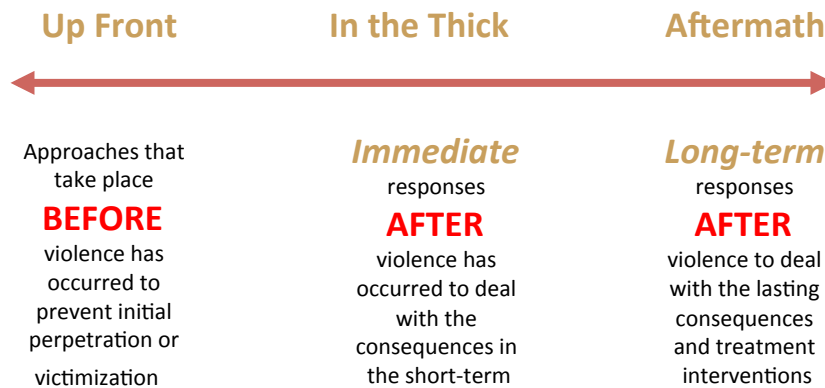 Up Front
In the Thick
Aftermath
Approaches that
take place
BEFORE
violence has
occurred to
prevent initial
perpetration or
victimization
Immediate
responses
AFTER
violence has
occurred to deal
with the
consequences in
the short-term
Long-term
responses
AFTER
violence to deal
with the lasting
consequences
and treatment
interventions